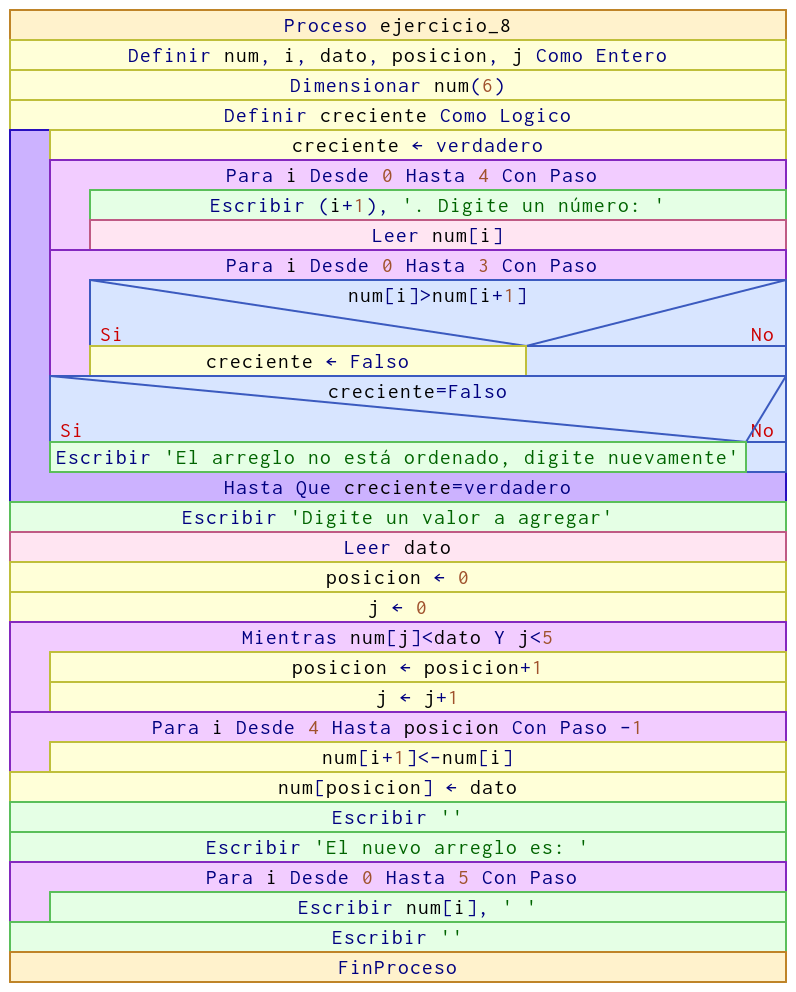 Proceso ejercicio_8
Definir num, i, dato, posicion, j Como Entero
Dimensionar num(6)
Definir creciente Como Logico
creciente ← verdadero
Para i Desde 0 Hasta 4 Con Paso
Escribir (i+1), '. Digite un número: '
Leer num[i]
Para i Desde 0 Hasta 3 Con Paso
num[i]>num[i+1]
Si No
creciente ← Falso
creciente=Falso
Si No
Escribir 'El arreglo no está ordenado, digite nuevamente'
Hasta Que creciente=verdadero
Escribir 'Digite un valor a agregar'
Leer dato
posicion ← 0
j ← 0
Mientras num[j]<dato Y j<5
posicion ← posicion+1
j ← j+1
Para i Desde 4 Hasta posicion Con Paso -1
num[i+1]<-num[i]
num[posicion] ← dato
Escribir ''
Escribir 'El nuevo arreglo es: '
Para i Desde 0 Hasta 5 Con Paso
Escribir num[i], ' '
Escribir ''
FinProceso